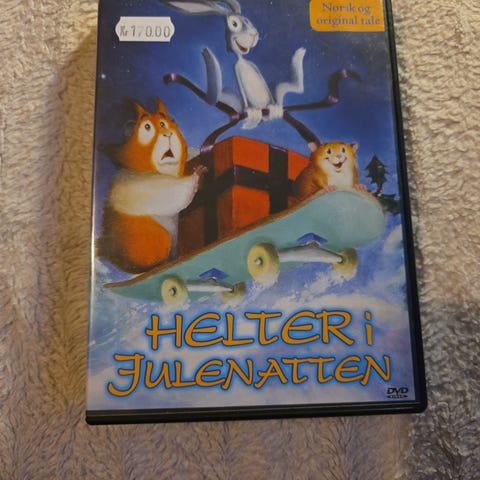 Kr 170.00
Norsk og
original tale
HELTER i
JULENATTEN
DVD